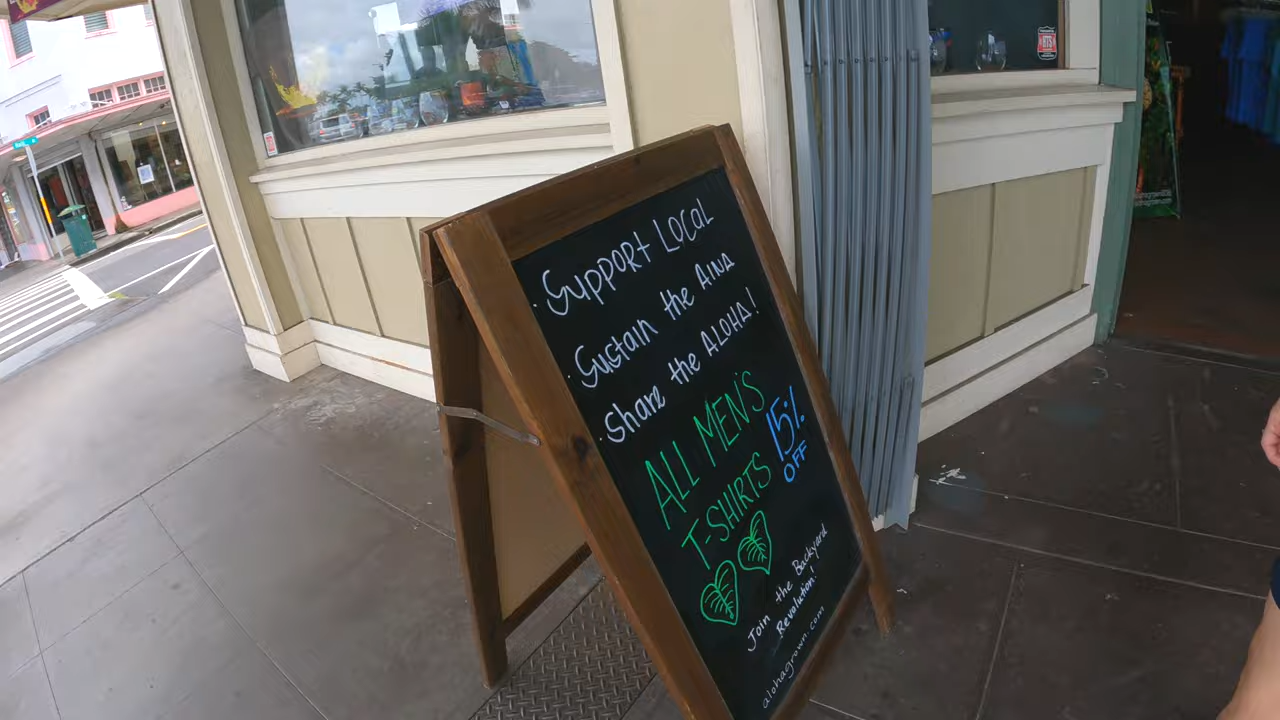 · Support Local
· Sustain the AINA
· Share the ALOHA!
ALL MEN'S
T-SHIRTS
15%
OFF
Join the Backyard
Revolution!
alohagrown.com